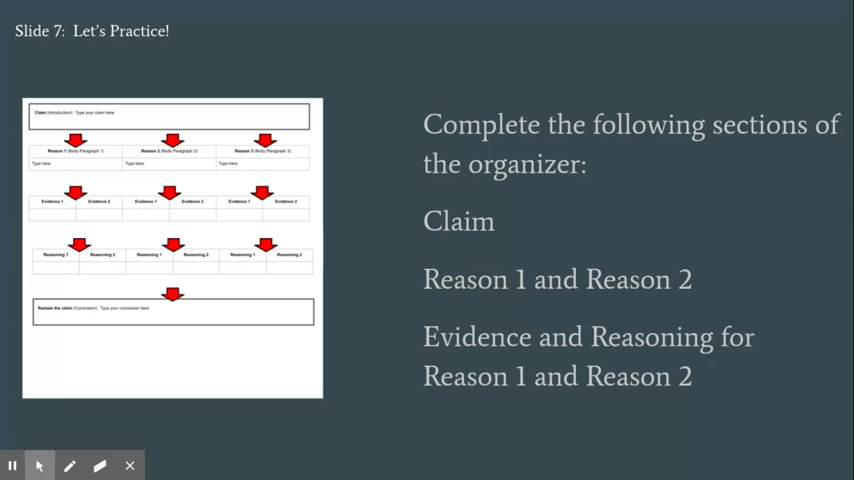 Slide 7: Let's Practice!
Claim (Introduction): Type your claim here.
Reason 1 (Body Paragraph 1) Reason 2 (Body Paragraph 2) Reason 3 (Body Paragraph 3)
Type here. Type here. Type here.
Evidence 1 Evidence 2 Evidence 1 Evidence 2 Evidence 1 Evidence 2
Reasoning 1 Reasoning 2 Reasoning 1 Reasoning 2 Reasoning 1 Reasoning 2
Restate the claim (Conclusion): Type your conclusion here.
Complete the following sections of
the organizer:
Claim
Reason 1 and Reason 2
Evidence and Reasoning for
Reason 1 and Reason 2